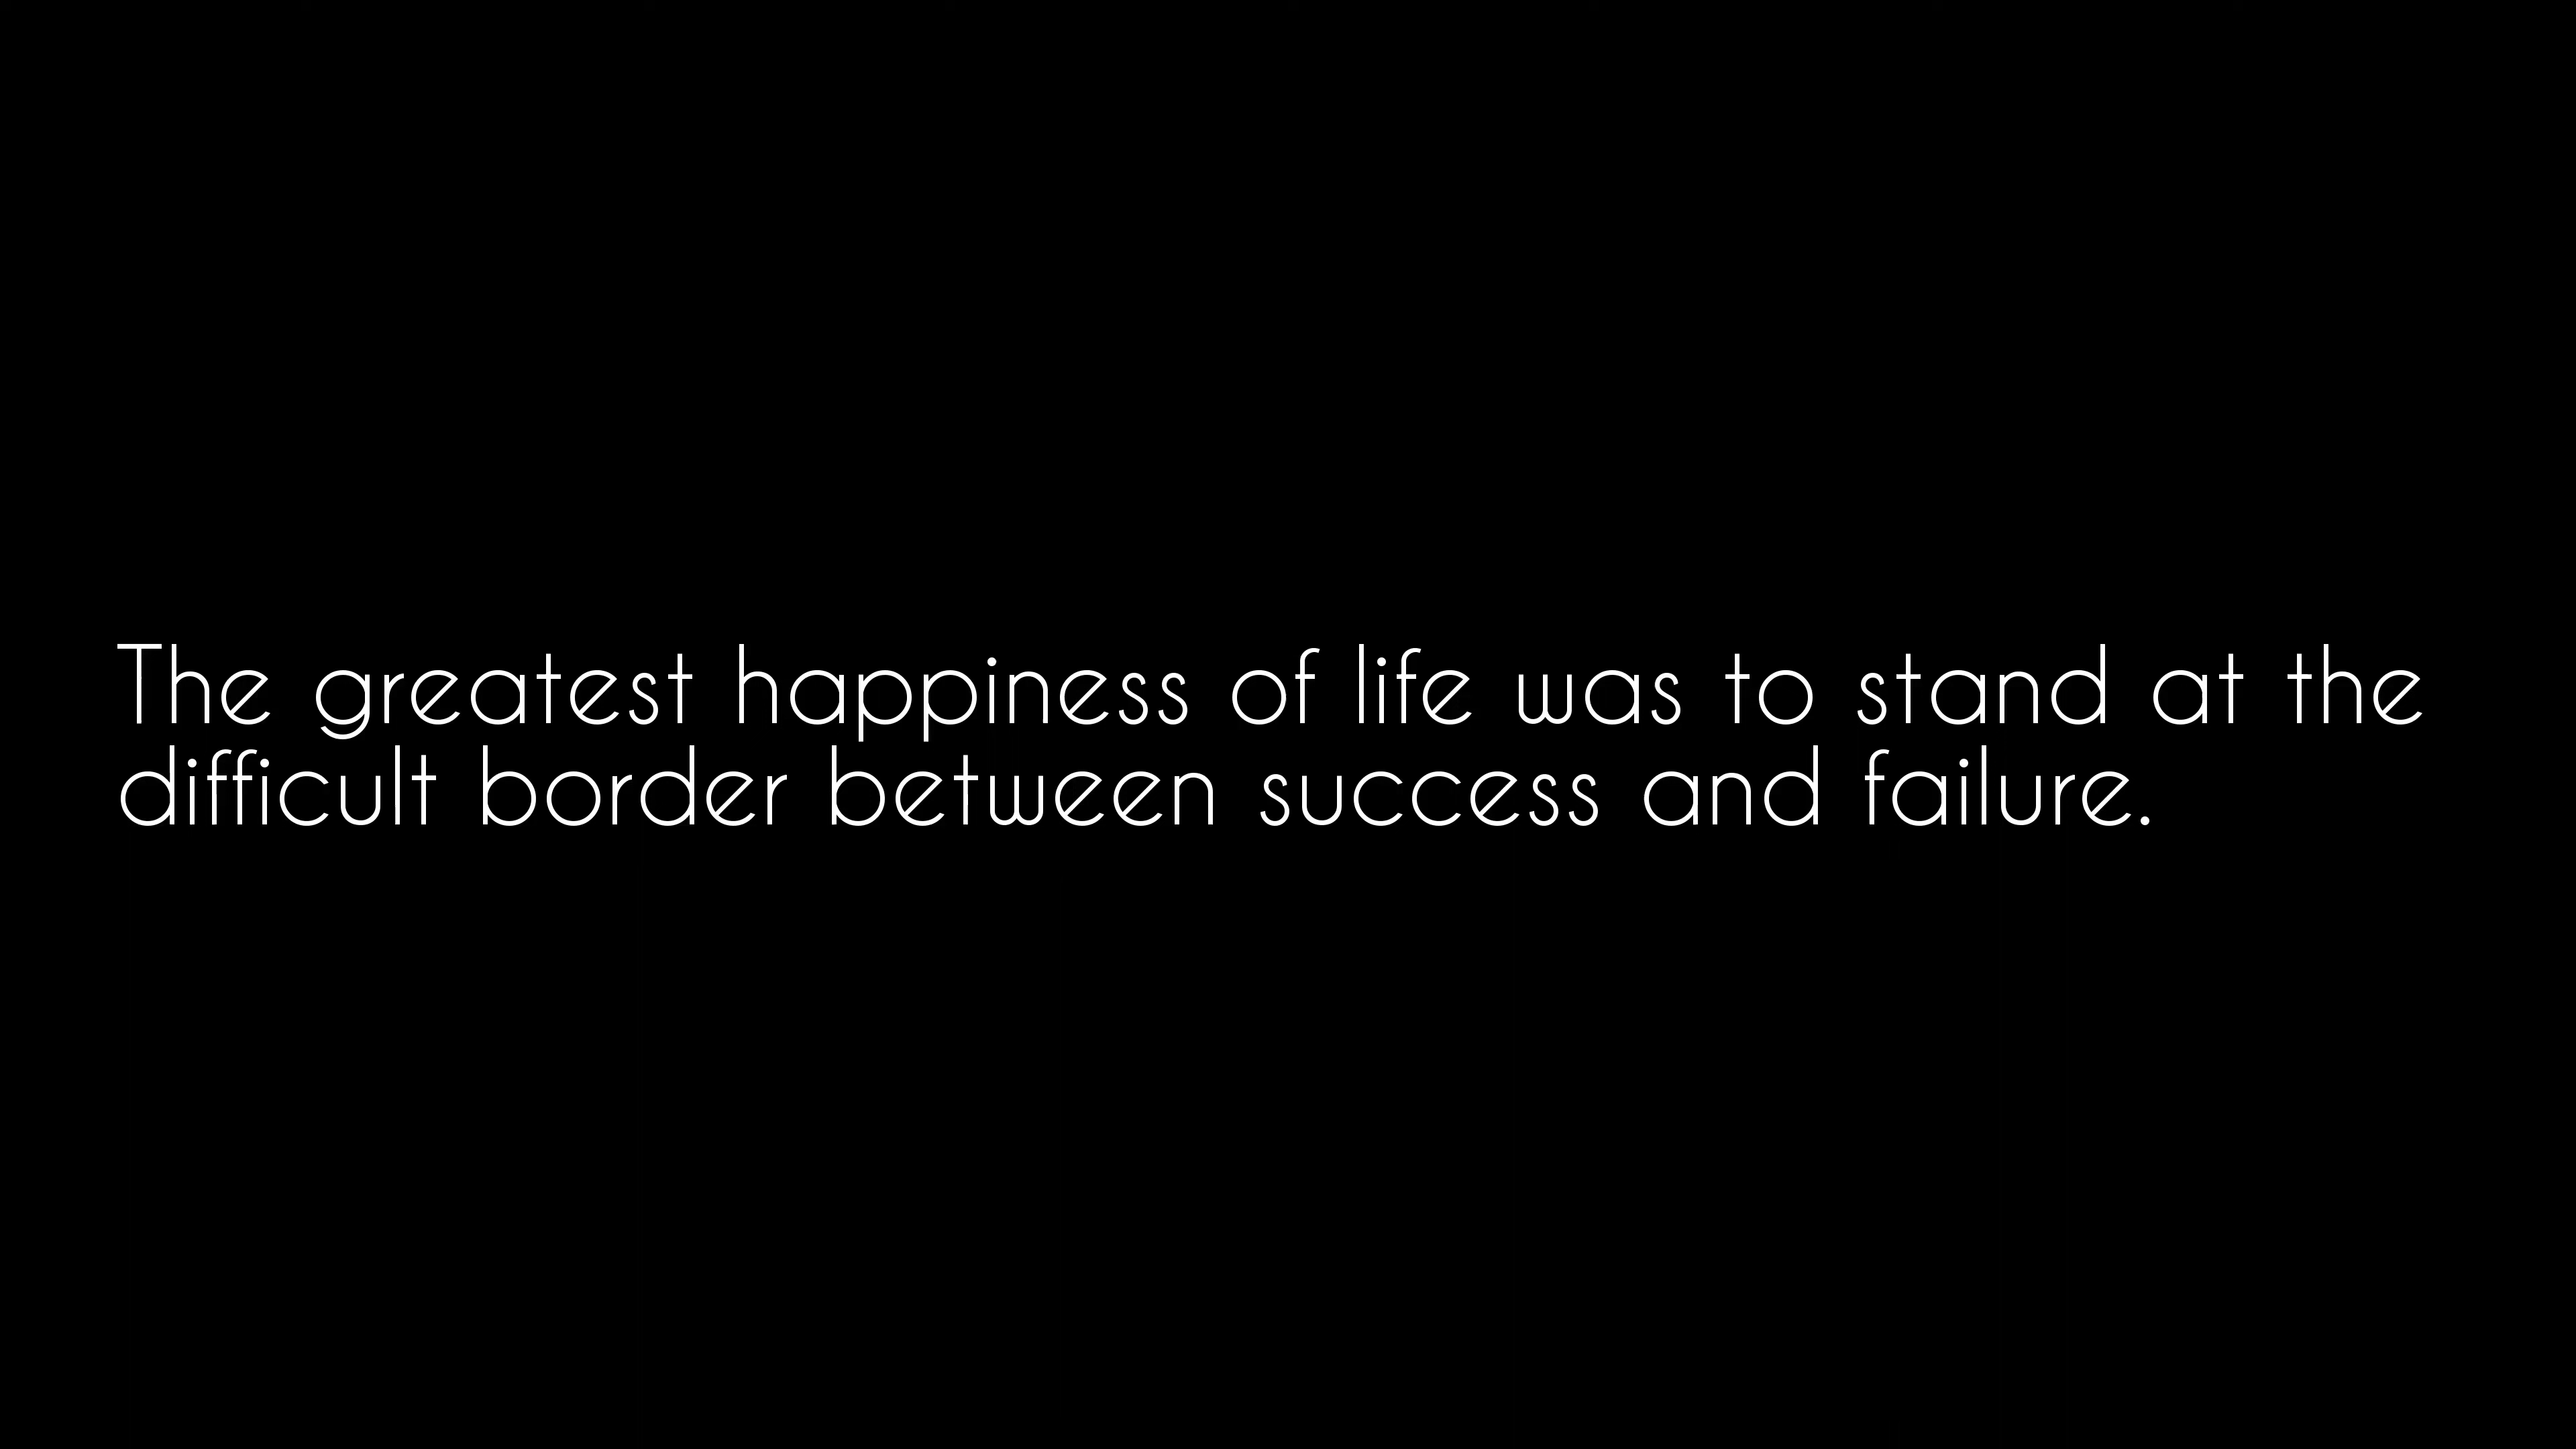 The greatest happiness of life was to stand at the
difficult border between success and failure.